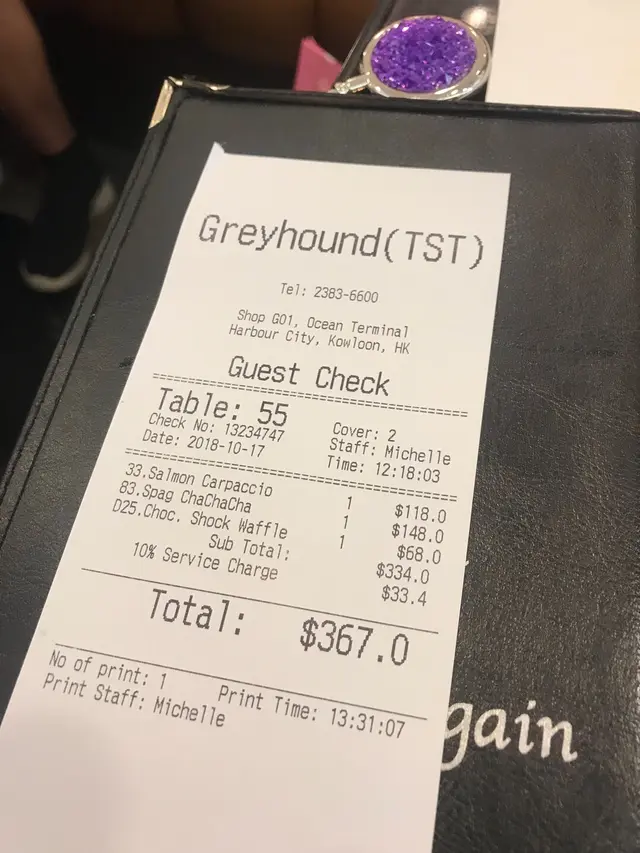 Greyhound(TST)
Tel: 2383-6600
Shop G01, Ocean Terminal
Harbour City, Kowloon, HK
Guest Check
Table: 55 Cover: 2
Check No: 13234747 Staff: Michelle
Date: 2018-10-17 Time: 12:18:03
33.Salmon Carpaccio 1 $118.0
83.Spag ChaChaCha 1 $148.0
D25.Choc. Shock Waffle 1 $68.0
Sub Total: $334.0
10% Service Charge $33.4
Total: $367.0
No of print: 1 Print Time: 13:31:07
Print Staff: Michelle
gain